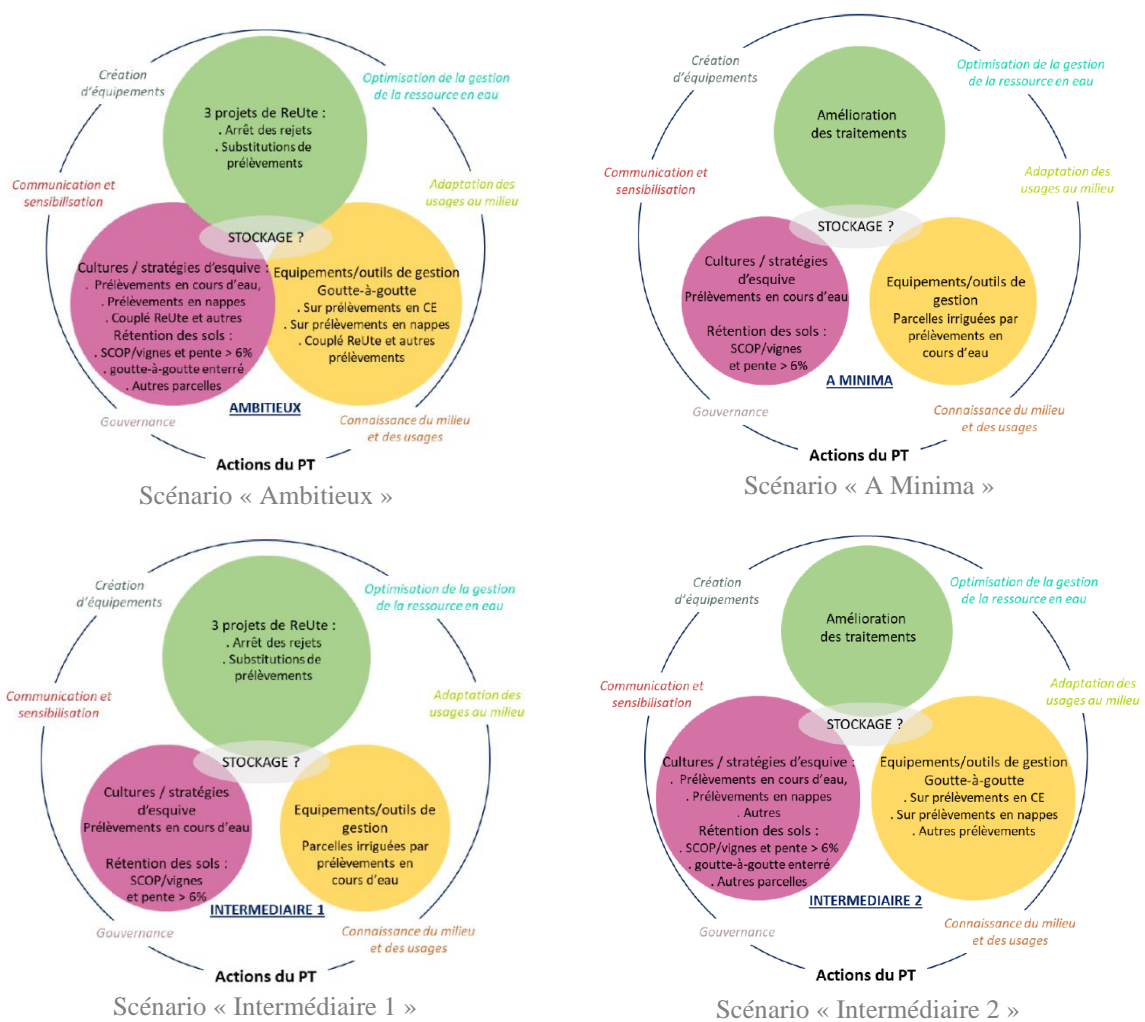 Création
d'équipements
Optimisation de la gestion
de la ressource en eau
3 projets de ReUte :
. Arrêt des rejets
. Substitutions de
prélèvements
Communication et
sensibilisation
Adaptation des
usages au milieu
STOCKAGE ?
Cultures / stratégies d'esquive :
. Prélèvements en cours d'eau,
. Prélèvements en nappes
. Couplé ReUte et autres
Rétention des sols :
. SCOP/vignes et pente > 6%
. goutte-à-goutte enterré
. Autres parcelles
Equipements/outils de gestion
Goutte-à-goutte
. Sur prélèvements en CE
. Sur prélèvements en nappes
. Couplé ReUte et autres
prélèvements
AMBITIEUX
Gouvernance
Connaissance du milieu
et des usages
Actions du PT
Scénario « Ambitieux »
Création
d'équipements
Optimisation de la gestion
de la ressource en eau
Amélioration
des traitements
Communication et
sensibilisation
Adaptation des
usages au milieu
STOCKAGE ?
Cultures / stratégies
d'esquive
Prélèvements en cours d'eau
Rétention des sols :
SCOP/vignes
et pente > 6%
Equipements/outils de
gestion
Parcelles irriguées par
prélèvements en
cours d'eau
A MINIMA
Gouvernance
Connaissance du milieu
et des usages
Actions du PT
Scénario « A Minima »
Création
d'équipements
Optimisation de la gestion
de la ressource en eau
3 projets de ReUte :
. Arrêt des rejets
. Substitutions de
prélèvements
Communication et
sensibilisation
Adaptation des
usages au milieu
STOCKAGE ?
Cultures / stratégies
d'esquive
Prélèvements en cours d'eau
Rétention des sols :
SCOP/vignes
et pente > 6%
Equipements/outils de
gestion
Parcelles irriguées par
prélèvements en
cours d'eau
INTERMEDIAIRE 1
Gouvernance
Connaissance du milieu
et des usages
Actions du PT
Scénario « Intermédiaire 1 »
Création
d'équipements
Optimisation de la gestion
de la ressource en eau
Amélioration
des traitements
Communication et
sensibilisation
Adaptation des
usages au milieu
STOCKAGE ?
Cultures / stratégies d'esquive :
. Prélèvements en cours d'eau,
. Prélèvements en nappes
. Autres
Rétention des sols :
. SCOP/vignes et pente > 6%
. goutte-à-goutte enterré
. Autres parcelles
Equipements/outils de gestion
Goutte-à-goutte
. Sur prélèvements en CE
. Sur prélèvements en nappes
. Autres prélèvements
INTERMEDIAIRE 2
Gouvernance
Connaissance du milieu
et des usages
Actions du PT
Scénario « Intermédiaire 2 »